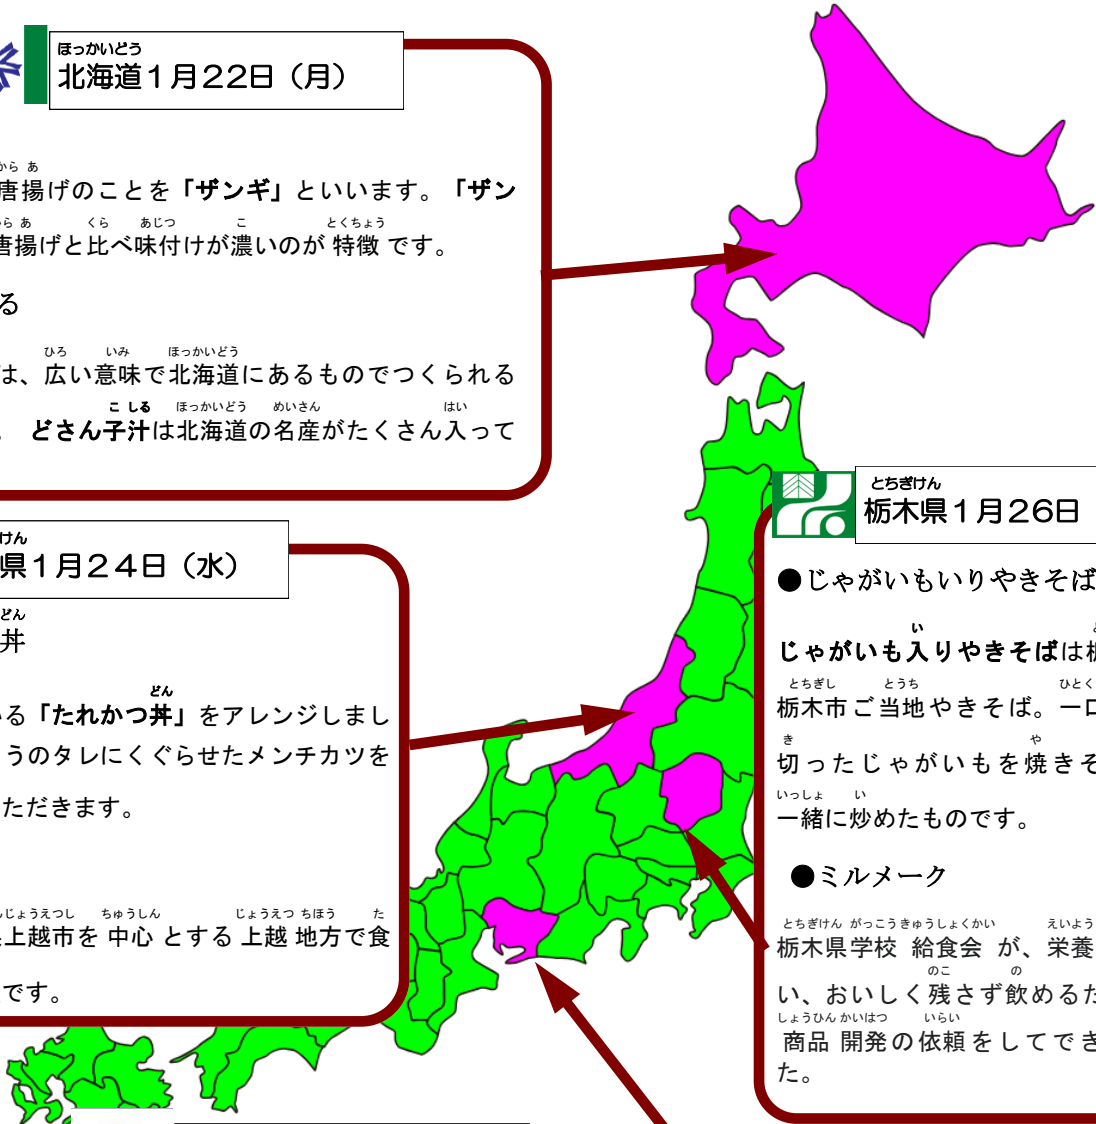 ほっかいどう
北海道1月22日（月）
から あ
唐揚げのことを「ザンギ」といいます。「ザン
ら あ くら あじつ こ とくちょう
唐揚げと比べ味付けが濃いのが 特徴 です。
る
ひろ いみ ほっかいどう
は、広い意味で北海道にあるものでつくられる
こ しる ほっかいどう めいさん はい
。 どさん子汁は北海道の名産がたくさん入って
けん
県1月24日（水）
どん
丼
どん
いる「たれかつ丼」をアレンジしまし
うのタレにくぐらせたメンチカツを
ただきます。
じょうえつし ちゅうしん じょうえつ ちほう た
上越市を 中心 とする 上越 地方で食
です。
とちぎけん
栃木県1月26日
●じゃがいもいりやきそば
い
じゃがいも入りやきそばは栃
とちぎし とうち ひとく
栃木市ご当地やきそば。一口
き や
切ったじゃがいもを焼きそ
いっしょ い
一緒に炒めたものです。
●ミルメーク
とちぎけん がっこうきゅうしょくかい えいよう
栃木県学校 給食会 が、栄養
のこ の
い、おいしく残さず飲めるた
しょうひん かいはつ いらい
商品 開発の依頼をしてでき
た。